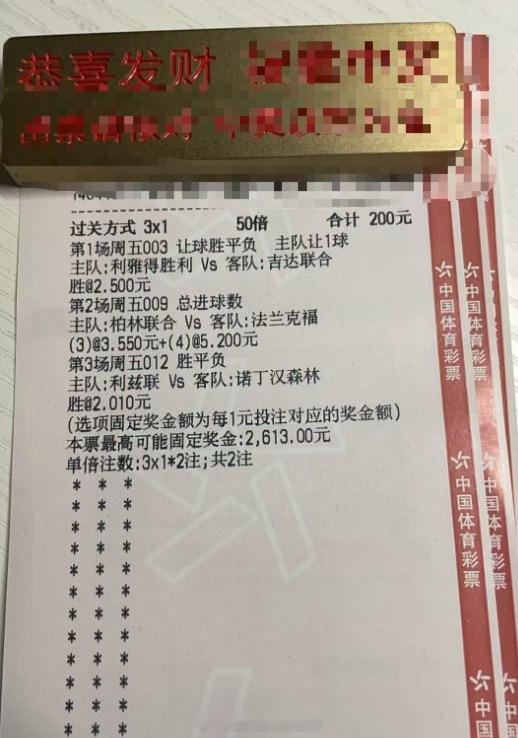 恭喜发财
过关方式 3x1 50倍 合计 200元
第1场周五003 让球胜平负 主队让1球
主队:利雅得胜利 Vs 客队:吉达联合
胜@2.500元
第2场周五009 总进球数
主队:柏林联合 Vs 客队:法兰克福
(3)@3.550元+(4)@5.200元
第3场周五012 胜平负
主队:利兹联 Vs 客队:诺丁汉森林
胜@2.010元
(选项固定奖金额为每1元投注对应的奖金额)
本票最高可能固定奖金:2,613.00元
单倍注数:3x1*2注;共2注
* * *
* * *
* * *
* * *
* * *
* * *
* * *
* * *
* * *
* * *
* * *
* * *
中国体育彩票
中国体育彩票
中国体育彩票
中国体育彩票